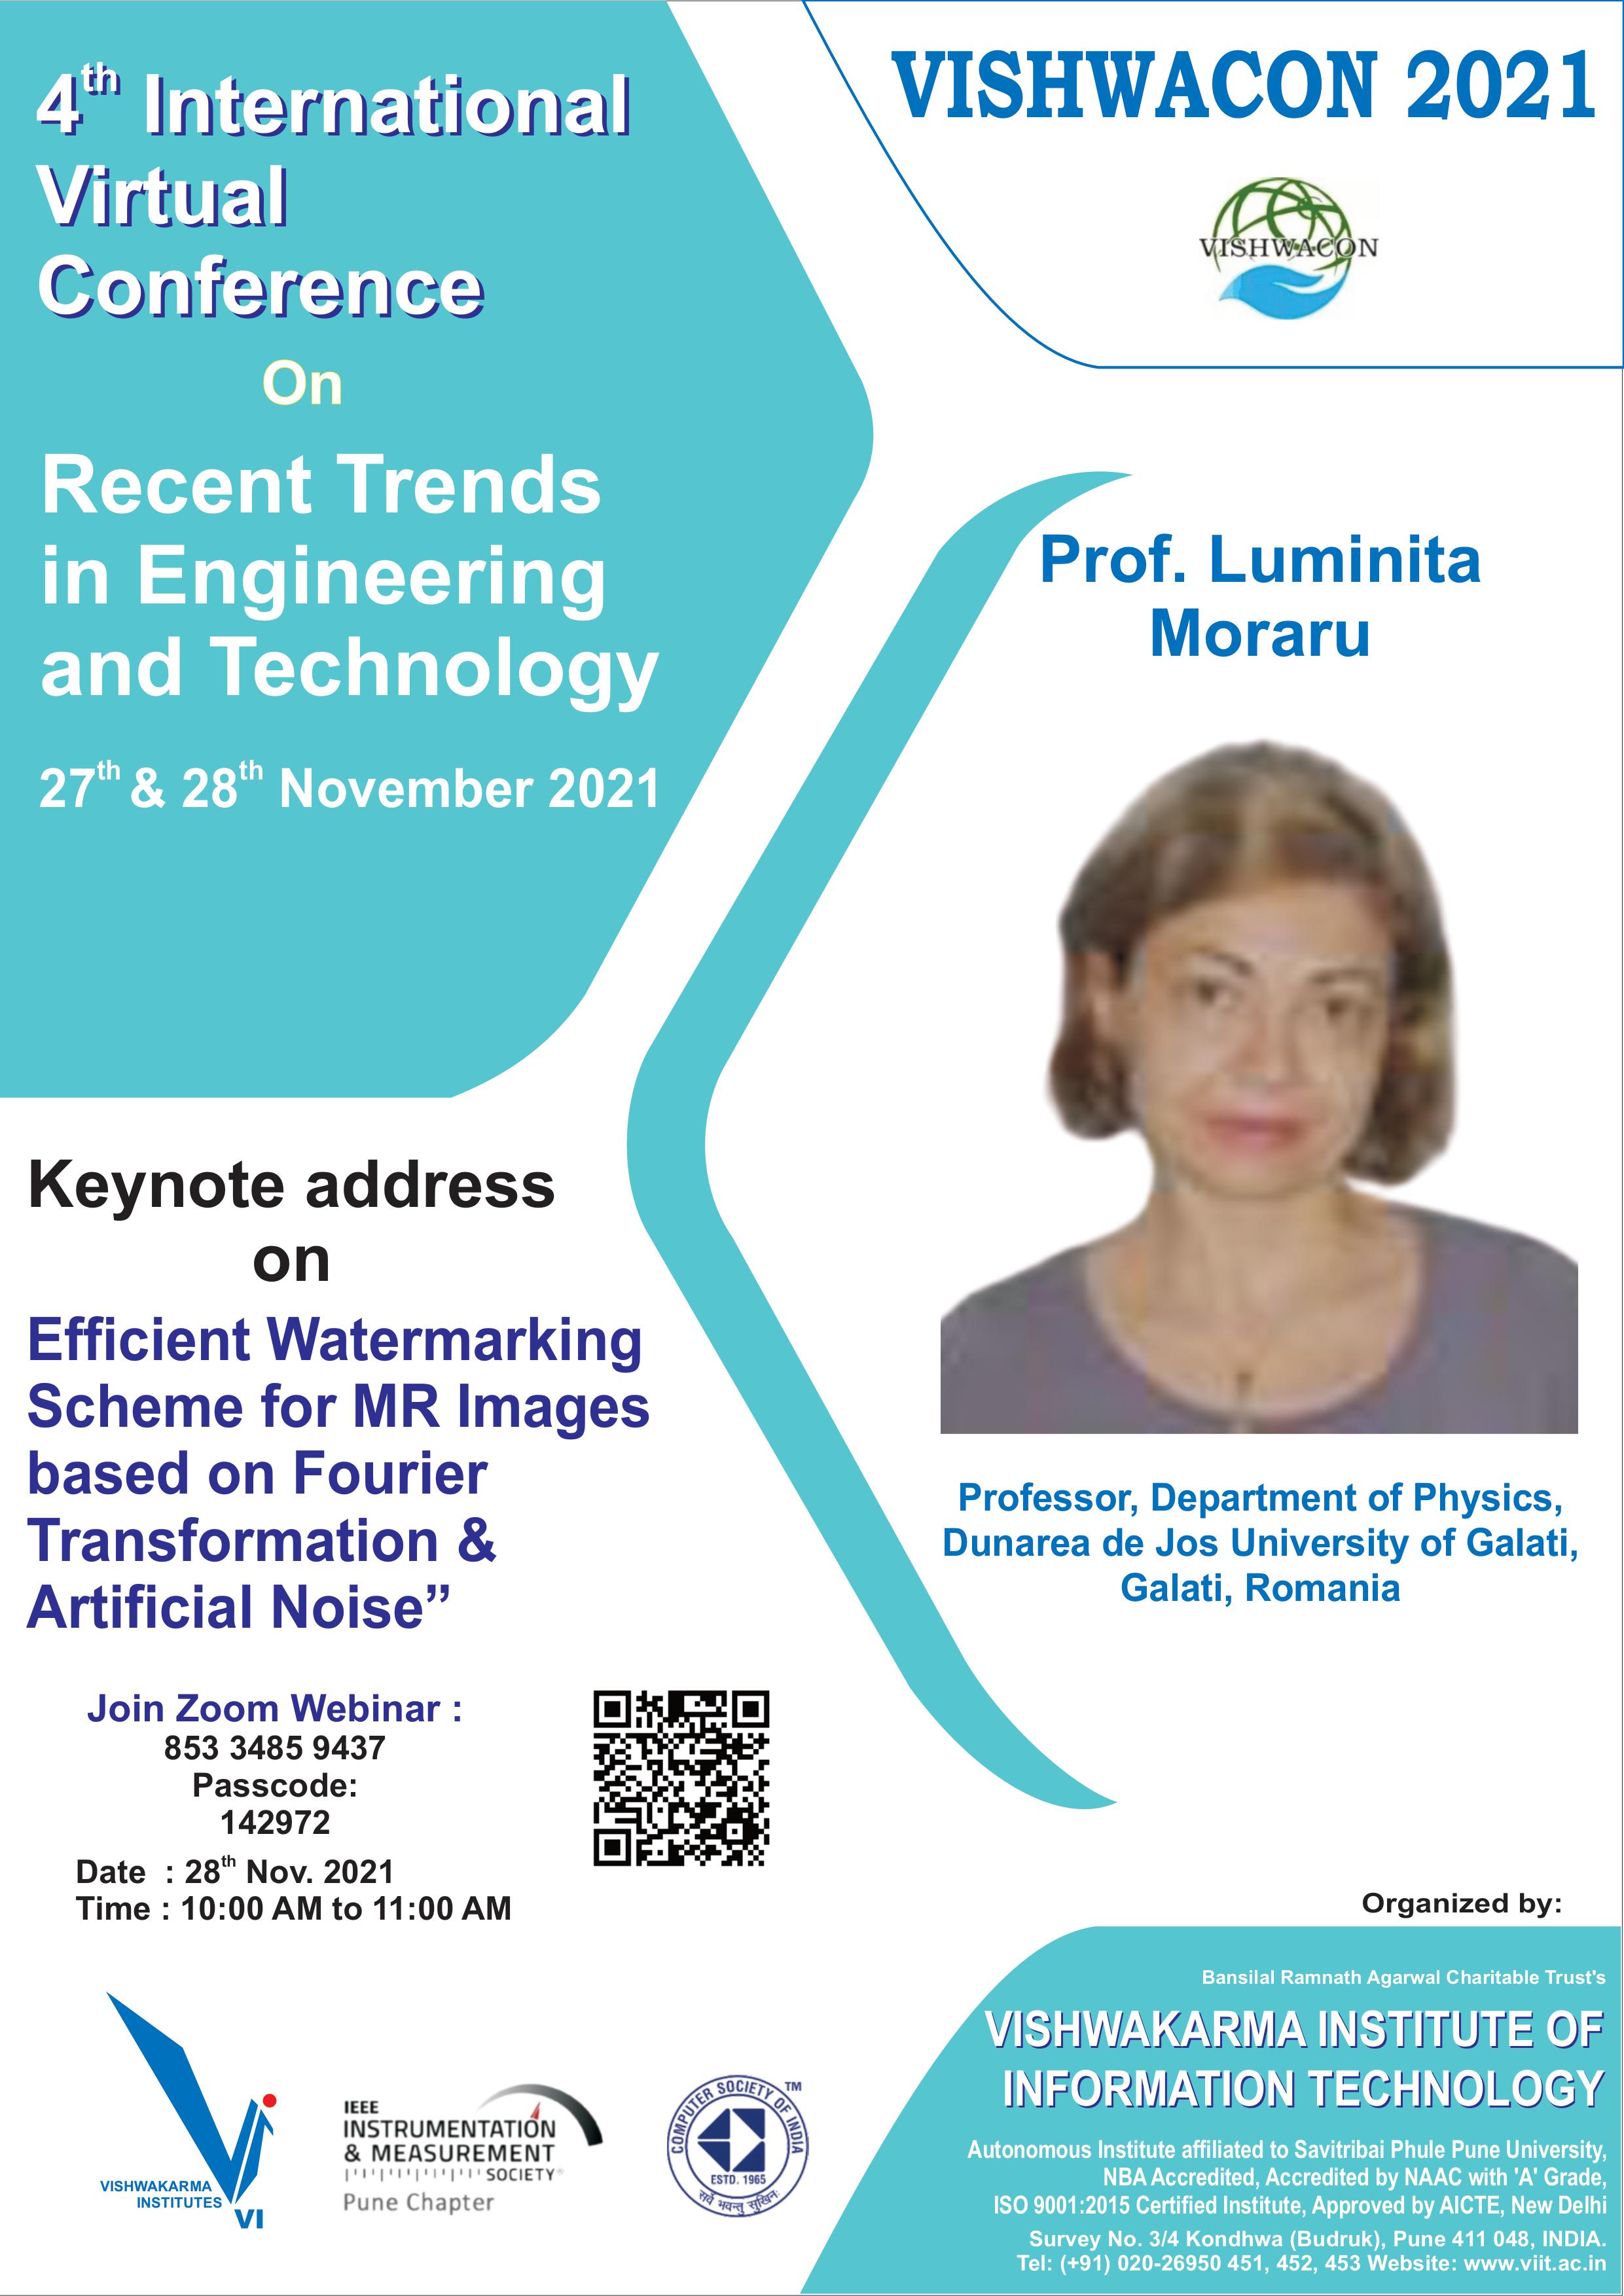 4th International
Virtual
Conference
On
Recent Trends
in Engineering
and Technology
27th & 28th November 2021
VISHWACON 2021
VISHWACON
Prof. Luminita
Moraru
Professor, Department of Physics,
Dunarea de Jos University of Galati,
Galati, Romania
Keynote address
on
Efficient Watermarking
Scheme for MR Images
based on Fourier
Transformation &
Artificial Noise”
Join Zoom Webinar :
853 3485 9437
Passcode:
142972
Date : 28th Nov. 2021
Time : 10:00 AM to 11:00 AM
VISHWAKARMA
INSTITUTES
VI
IEEE
INSTRUMENTATION
& MEASUREMENT
SOCIETY®
Pune Chapter
COMPUTER SOCIETY OF INDIA
TM
ESTD. 1965
सर्वे भवन्तु सुखिनः
Organized by:
Bansilal Ramnath Agarwal Charitable Trust's
VISHWAKARMA INSTITUTE OF
INFORMATION TECHNOLOGY
Autonomous Institute affiliated to Savitribai Phule Pune University,
NBA Accredited, Accredited by NAAC with 'A' Grade,
ISO 9001:2015 Certified Institute, Approved by AICTE, New Delhi
Survey No. 3/4 Kondhwa (Budruk), Pune 411 048, INDIA.
Tel: (+91) 020-26950 451, 452, 453 Website: www.viit.ac.in